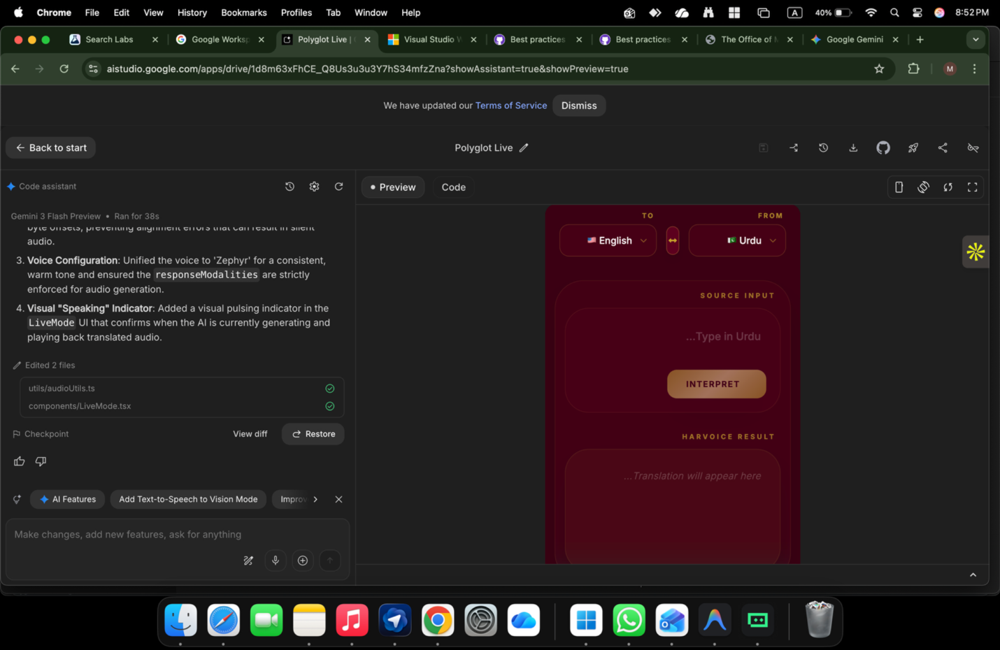 Chrome File Edit View History Bookmarks Profiles Tab Window Help
A 40% 8:52 PM
Search Labs
Google Worksp
Polyglot Live |
Visual Studio
Best practices
Best practices
The Office of
Google Gemini
aistudio.google.com/apps/drive/1d8m63xFhCE_Q8Us3u3u3Y7hS34mfzZna?showAssistant=true&showPreview=true
M
We have updated our Terms of Service Dismiss
Back to start
Polyglot Live
Code assistant
Gemini 3 Flash Preview • Ran for 38s
byte offsets, preventing alignment errors that can result in silent
audio.
3. Voice Configuration: Unified the voice to 'Zephyr' for a consistent,
warm tone and ensured the responseModalities are strictly
enforced for audio generation.
4. Visual "Speaking" Indicator: Added a visual pulsing indicator in the
LiveMode UI that confirms when the AI is currently generating and
playing back translated audio.
Edited 2 files
utils/audioUtils.ts
components/LiveMode.tsx
Checkpoint View diff Restore
AI Features Add Text-to-Speech to Vision Mode Improv
Make changes, add new features, ask for anything
Preview Code
TO FROM
English Urdu
SOURCE INPUT
...Type in Urdu
INTERPRET
HARVOICE RESULT
...Translation will appear here